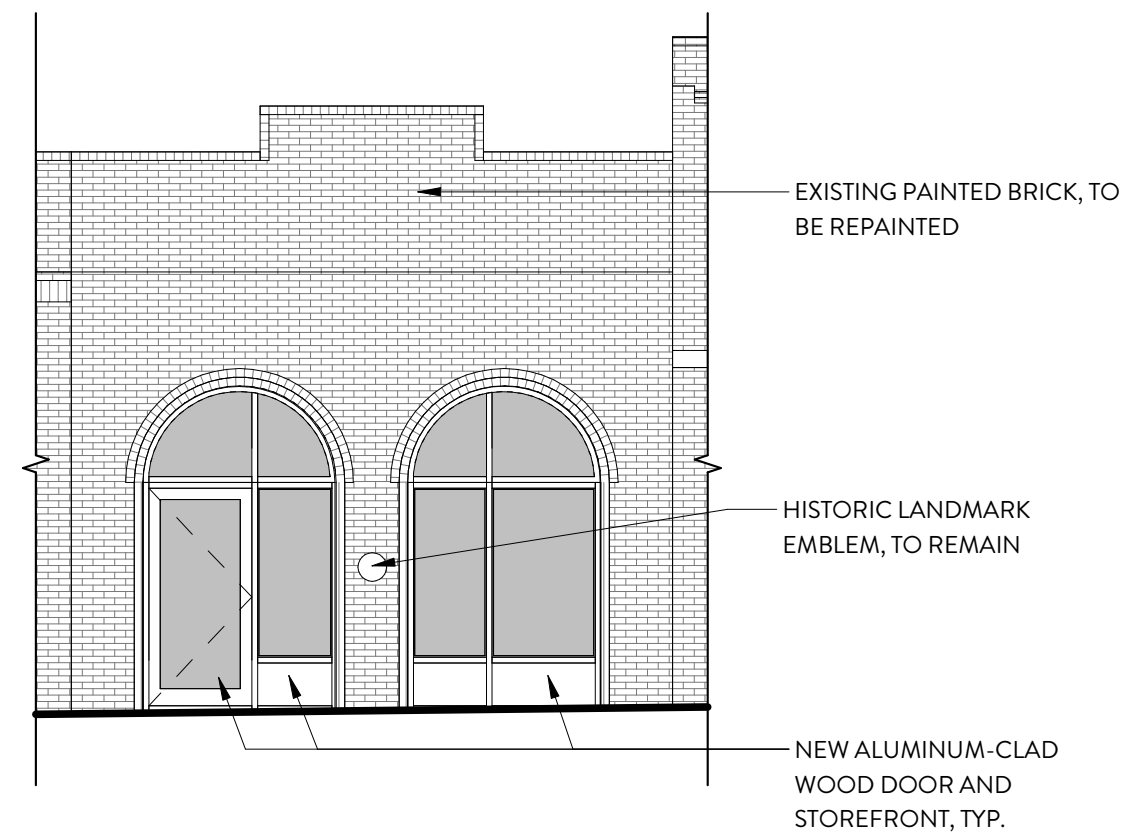 EXISTING PAINTED BRICK, TO
BE REPAINTED
HISTORIC LANDMARK
EMBLEM, TO REMAIN
NEW ALUMINUM-CLAD
WOOD DOOR AND
STOREFRONT, TYP.